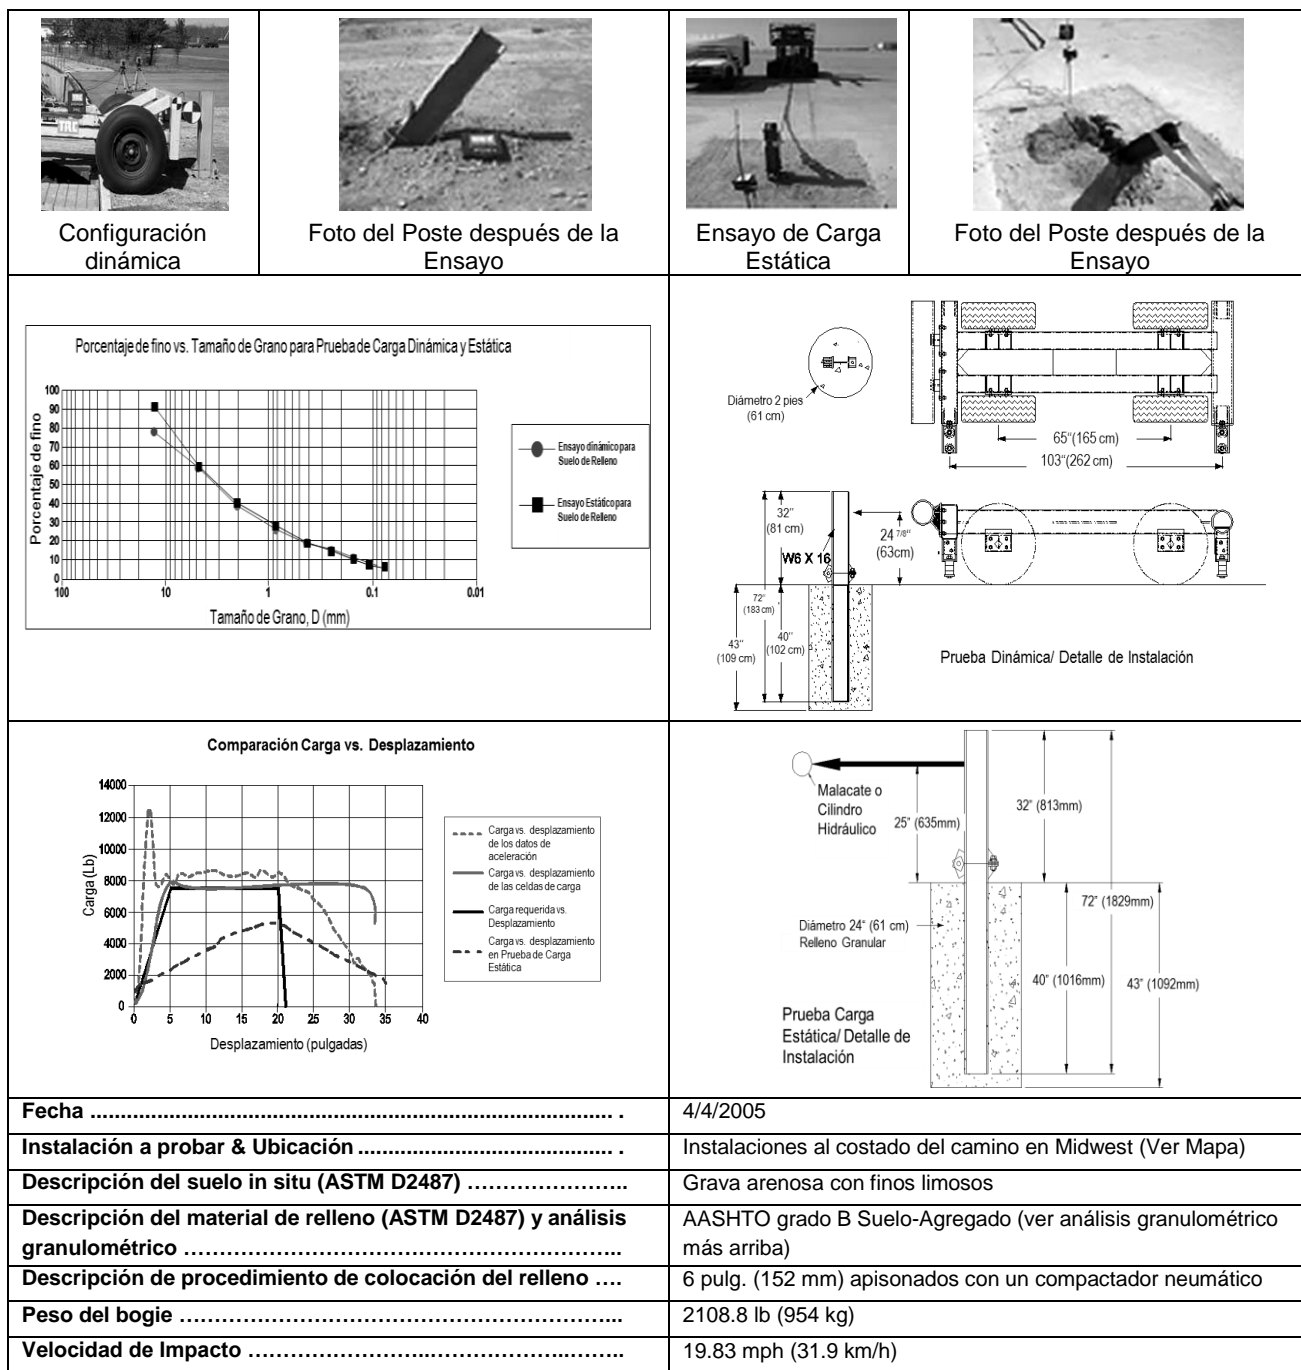 TRC
Configuración
dinámica
Foto del Poste después de la
Ensayo
Ensayo de Carga
Estática
Foto del Poste después de la
Ensayo
Porcentaje de fino vs. Tamaño de Grano para Prueba de Carga Dinámica y Estática
Porcentaje de fino
100
90
80
70
60
50
40
30
20
10
0
100
10
1
0.1
0.01
Tamaño de Grano, D (mm)
Ensayo dinámico para
Suelo de Relleno
Ensayo Estático para
Suelo de Relleno
Diámetro 2 pies
(61 cm)
65"(165 cm)
103"(262 cm)
32"
(81 cm)
24 7/8"
(63cm)
W6 X 16
72"
(183 cm)
43"
(109 cm)
40"
(102 cm)
Prueba Dinámica/ Detalle de Instalación
Comparación Carga vs. Desplazamiento
Carga (Lb)
14000
12000
10000
8000
6000
4000
2000
0
0
5
10
15
20
25
30
35
40
Desplazamiento (pulgadas)
Carga vs. desplazamiento
de los datos de
aceleración
Carga vs. desplazamiento
de las celdas de carga
Carga requerida vs.
Desplazamiento
Carga vs. desplazamiento
en Prueba de Carga
Estática
Malacate o
Cilindro
Hidráulico
25" (635mm)
32" (813mm)
72" (1829mm)
Diámetro 24" (61 cm)
Relleno Granular
40" (1016mm)
43" (1092mm)
Prueba Carga
Estática/ Detalle de
Instalación
Fecha ....................................................................................... .
4/4/2005
Instalación a probar & Ubicación ........................................... .
Instalaciones al costado del camino en Midwest (Ver Mapa)
Descripción del suelo in situ (ASTM D2487) …………………..
Grava arenosa con finos limosos
Descripción del material de relleno (ASTM D2487) y análisis
granulométrico ……………………………………………………..
AASHTO grado B Suelo-Agregado (ver análisis granulométrico
más arriba)
Descripción de procedimiento de colocación del relleno ….
6 pulg. (152 mm) apisonados con un compactador neumático
Peso del bogie ……………………………………………………...
2108.8 lb (954 kg)
Velocidad de Impacto ……………………..………………..……..
19.83 mph (31.9 km/h)